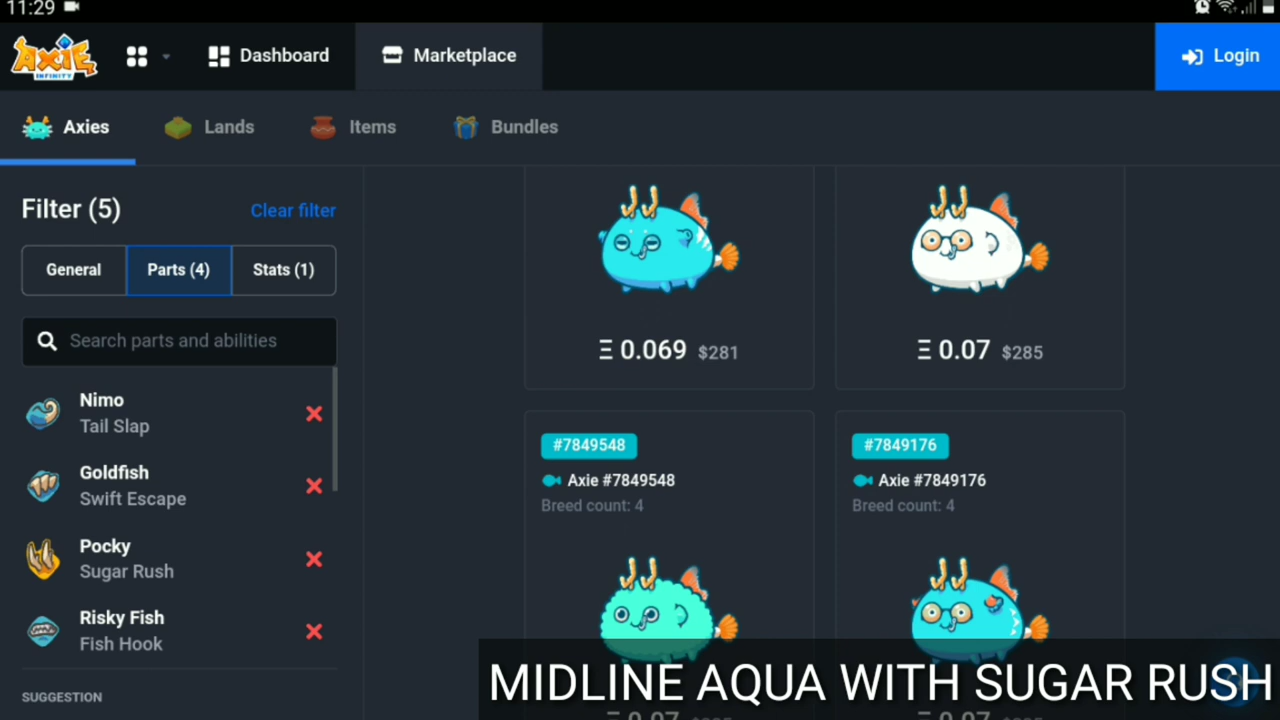 11:29
AXIE
INFINITY
Dashboard
Marketplace
Login
Axies
Lands
Items
Bundles
Filter (5)
Clear filter
General
Parts (4)
Stats (1)
Search parts and abilities
Nimo
Tail Slap
Goldfish
Swift Escape
Pocky
Sugar Rush
Risky Fish
Fish Hook
SUGGESTION
Ξ 0.069 $281
Ξ 0.07 $285
#7849548
Axie #7849548
Breed count: 4
#7849176
Axie #7849176
Breed count: 4
MIDLINE AQUA WITH SUGAR RUSH